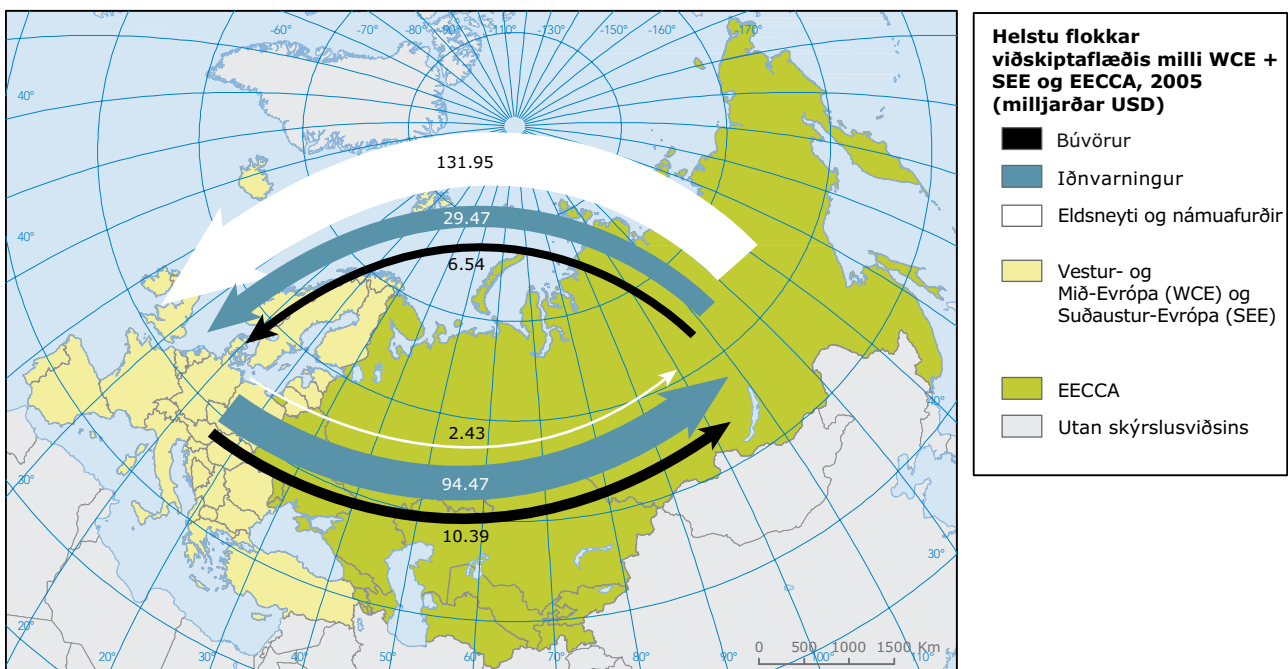 -60° -70° -80° -90° -110° -130° -150° -160° -170°
40°
40°
30°
20°
20° 30° 40° 50° 60° 70° 80° 90° 100° 110°
30°
40°
131.95
29.47
6.54
2.43
94.47
10.39
0 500 1000 1500 Km
Helstu flokkar
viðskiptaflæðis milli WCE +
SEE og EECCA, 2005
(milljarðar USD)
Búvörur
Iðnvarningur
Eldsneyti og námuafurðir
Vestur- og
Mið-Evrópa (WCE) og
Suðaustur-Evrópa (SEE)
EECCA
Utan skýrslusviðsins